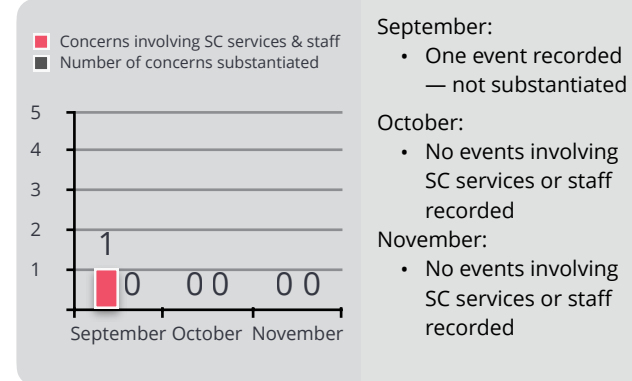 Concerns involving SC services & staff
Number of concerns substantiated
5
4
3
2
1
1
0
0 0
0 0
September October November
September:
• One event recorded
— not substantiated
October:
• No events involving
SC services or staff
recorded
November:
• No events involving
SC services or staff
recorded